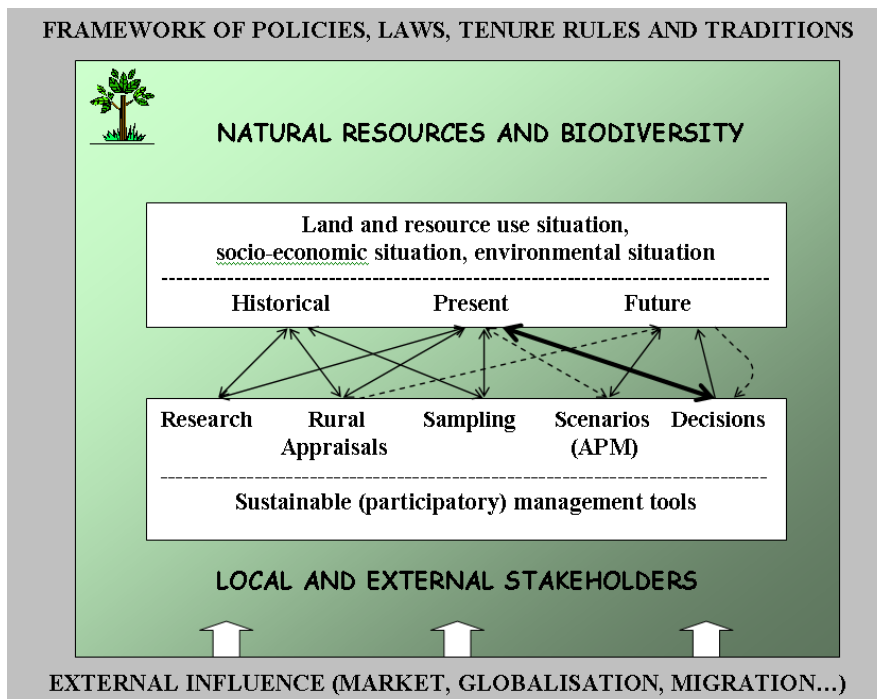 FRAMEWORK OF POLICIES, LAWS, TENURE RULES AND TRADITIONS
NATURAL RESOURCES AND BIODIVERSITY
Land and resource use situation,
socio-economic situation, environmental situation
Historical Present Future
Research Rural Sampling Scenarios Decisions
Appraisals (APM)
Sustainable (participatory) management tools
LOCAL AND EXTERNAL STAKEHOLDERS
EXTERNAL INFLUENCE (MARKET, GLOBALISATION, MIGRATION…)